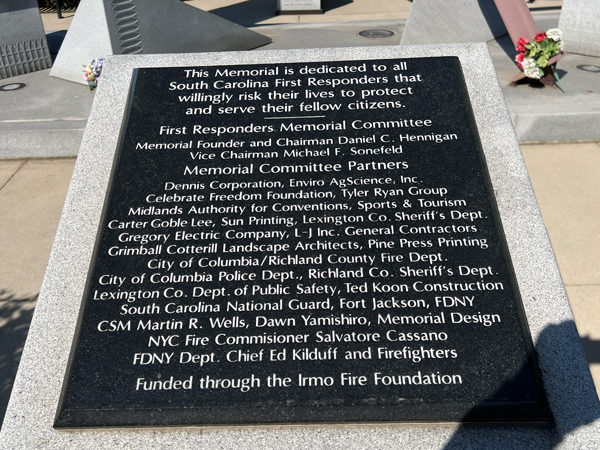 This Memorial is dedicated to all
South Carolina First Responders that
willingly risk their lives to protect
and serve their fellow citizens.
First Responders Memorial Committee
Memorial Founder and Chairman Daniel C. Hennigan
Vice Chairman Michael F. Sonefeld
Memorial Committee Partners
Dennis Corporation, Enviro AgScience, Inc.
Celebrate Freedom Foundation, Tyler Ryan Group
Midlands Authority for Conventions, Sports & Tourism
Carter Goble Lee, Sun Printing, Lexington Co. Sheriff's Dept.
Gregory Electric Company, L-J Inc. General Contractors
Grimball Cotterill Landscape Architects, Pine Press Printing
City of Columbia/Richland County Fire Dept.
City of Columbia Police Dept., Richland Co. Sheriff's Dept.
Lexington Co. Dept. of Public Safety, Ted Koon Construction
South Carolina National Guard, Fort Jackson, FDNY
CSM Martin R. Wells, Dawn Yamishiro, Memorial Design
NYC Fire Commisioner Salvatore Cassano
FDNY Dept. Chief Ed Kilduff and Firefighters
Funded through the Irmo Fire Foundation